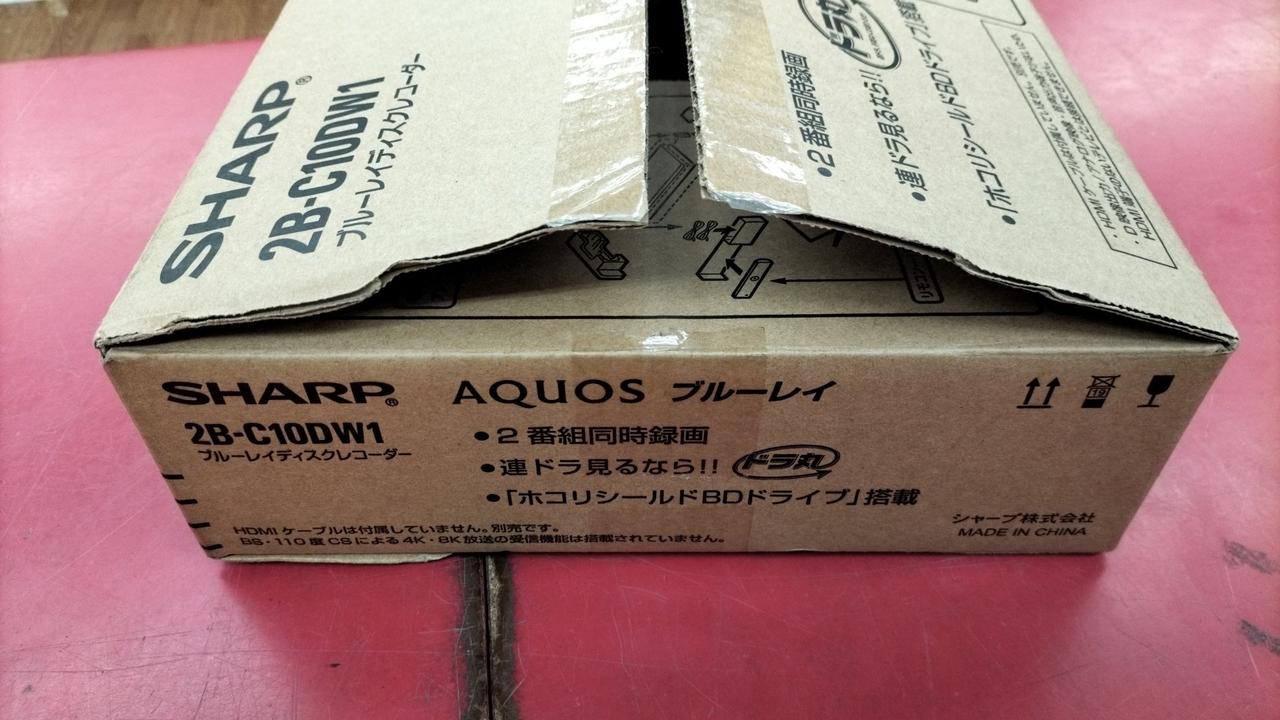 SHARP®
2B-C10DW1
ブルーレイディスクレコーダー
ドラ丸
•2番組同時録画
•連ドラ見るなら!!
•「ホコリシールドBDドライブ」搭載
リモコン
SHARP®
2B-C10DW1
ブルーレイディスクレコーダー
AQUOS ブルーレイ
•2番組同時録画
•連ドラ見るなら!! ドラ丸
•「ホコリシールドBDドライブ」搭載
HDMIケーブルは付属していません。別売です。
BS・110度CSによる4K・8K放送の受信機能は搭載されていません。
シャープ株式会社
MADE IN CHINA